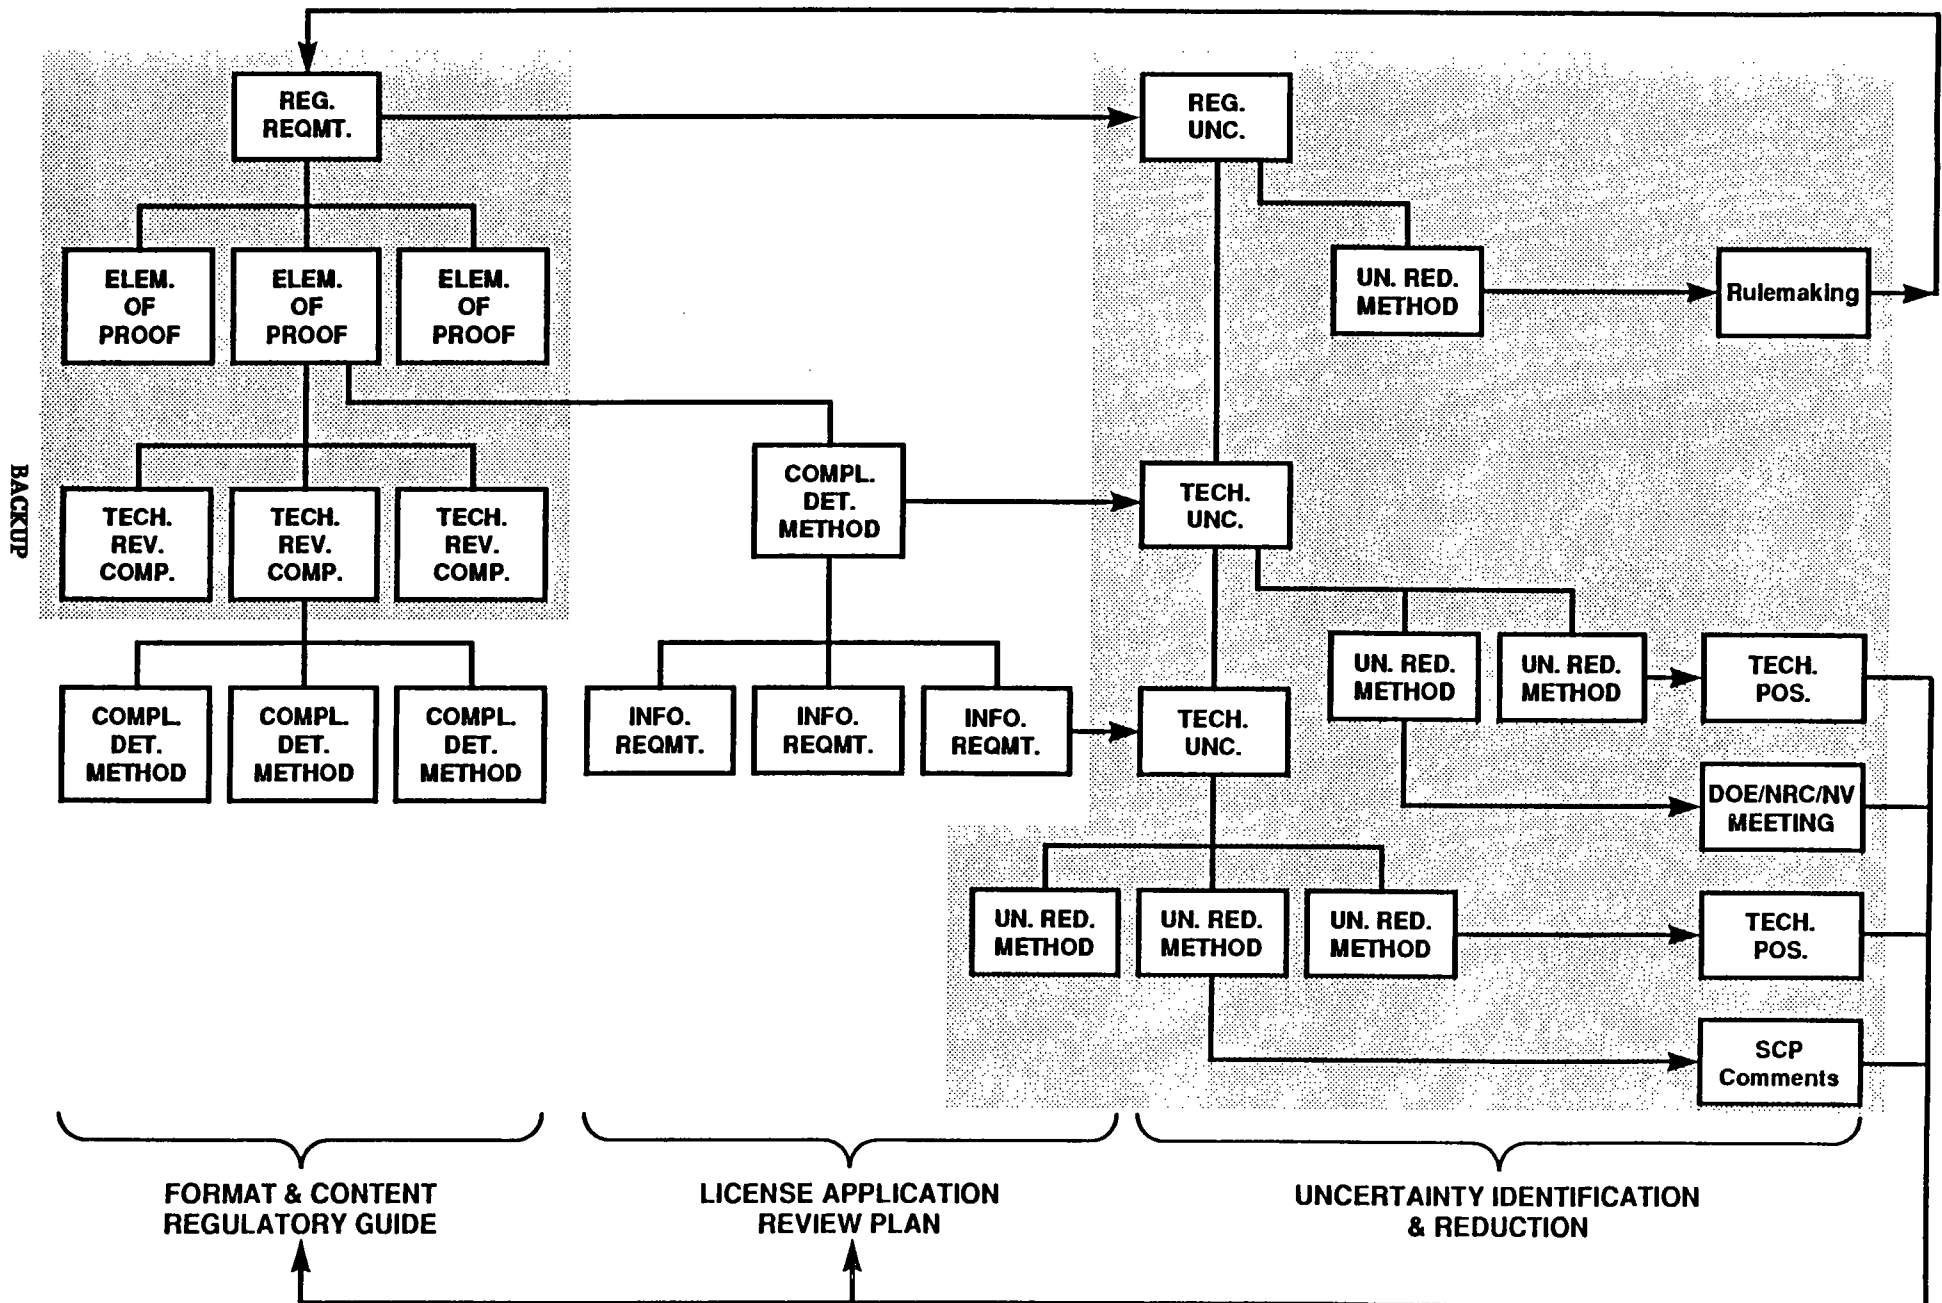 REG.
REQMT.
REG.
UNC.
ELEM.
OF
PROOF
ELEM.
OF
PROOF
ELEM.
OF
PROOF
UN. RED.
METHOD
Rulemaking
BACKUP
COMPL.
DET.
METHOD
TECH.
UNC.
TECH.
REV.
COMP.
TECH.
REV.
COMP.
TECH.
REV.
COMP.
UN. RED.
METHOD
UN. RED.
METHOD
TECH.
POS.
COMPL.
DET.
METHOD
COMPL.
DET.
METHOD
COMPL.
DET.
METHOD
INFO.
REQMT.
INFO.
REQMT.
INFO.
REQMT.
TECH.
UNC.
DOE/NRC/NV
MEETING
UN. RED.
METHOD
UN. RED.
METHOD
UN. RED.
METHOD
TECH.
POS.
SCP
Comments
FORMAT & CONTENT
REGULATORY GUIDE
LICENSE APPLICATION
REVIEW PLAN
UNCERTAINTY IDENTIFICATION
& REDUCTION